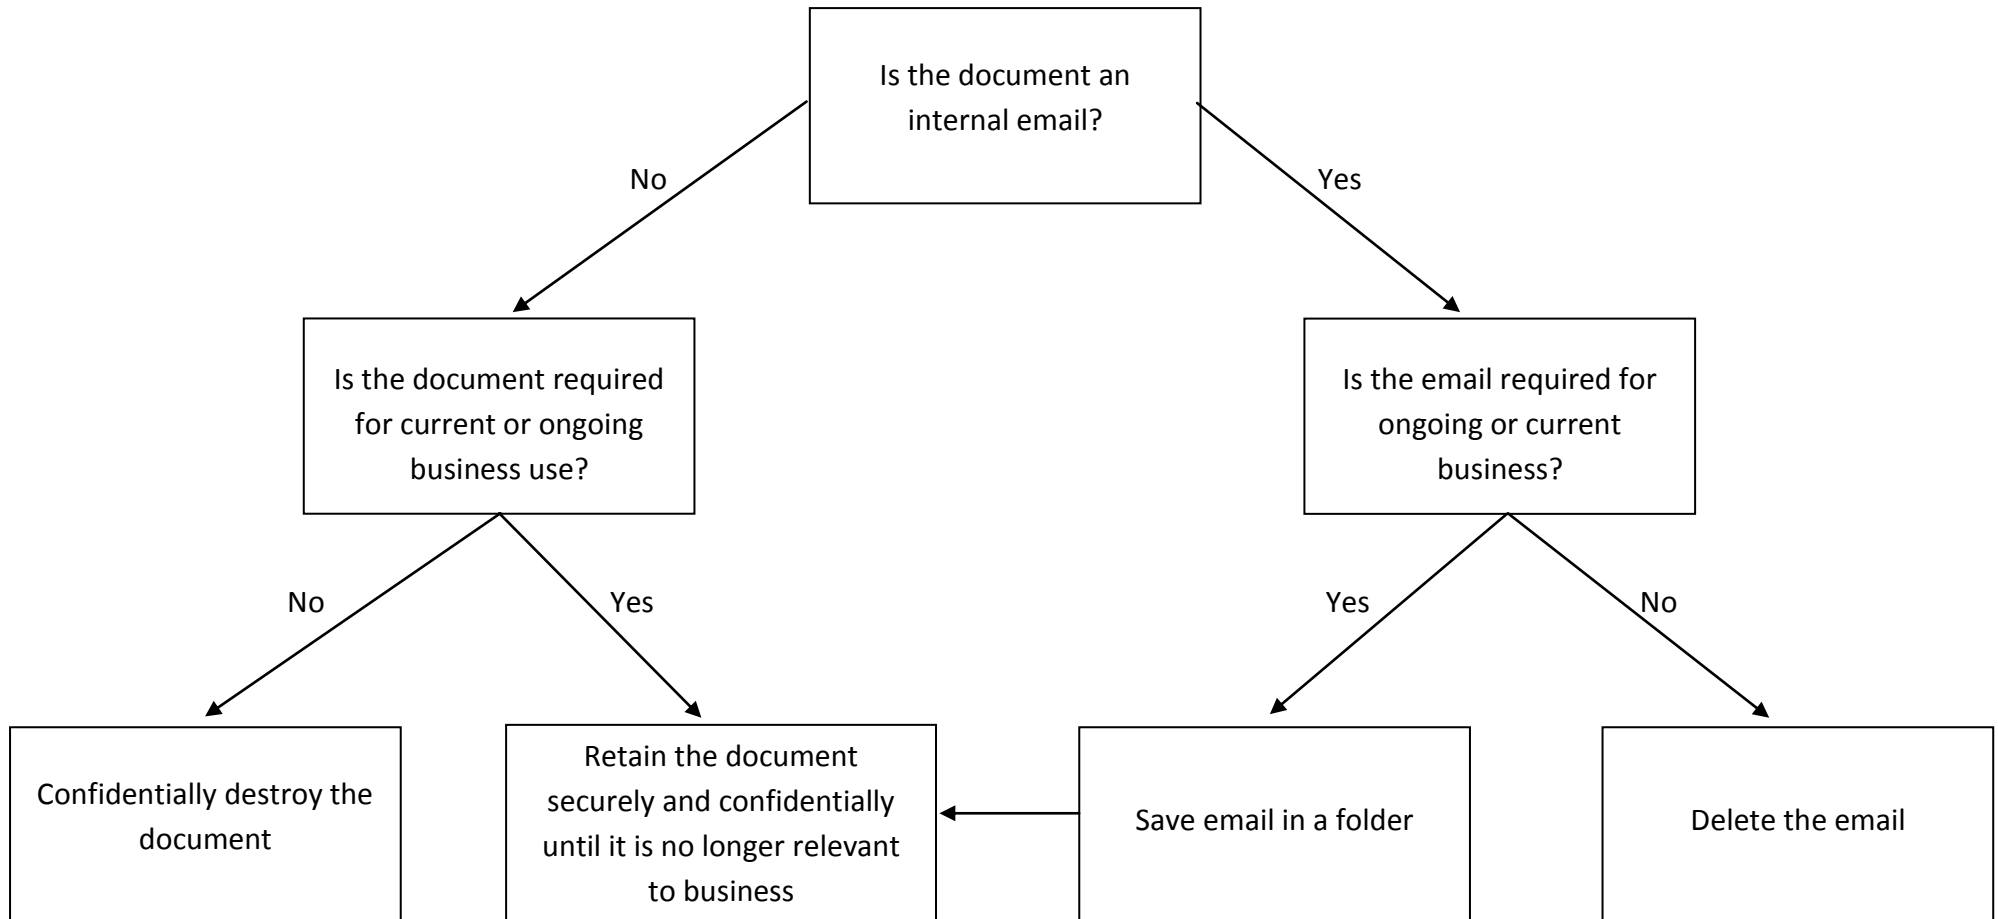 Is the document an
internal email?
No
Yes
Is the document required
for current or ongoing
business use?
Is the email required for
ongoing or current
business?
No
Yes
Yes
No
Confidentially destroy the
document
Retain the document
securely and confidentially
until it is no longer relevant
to business
Save email in a folder
Delete the email